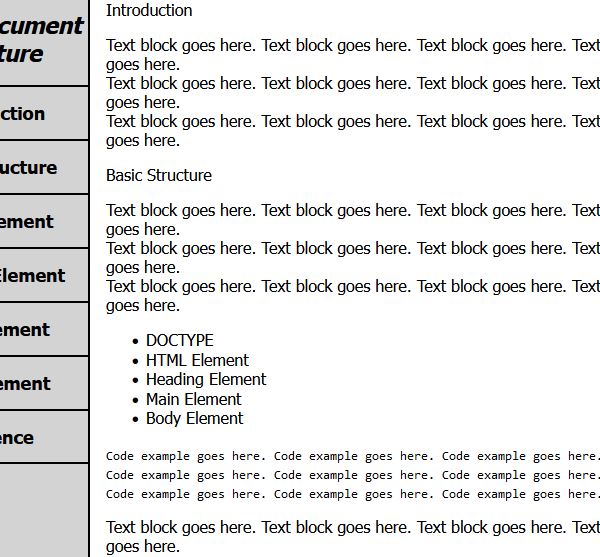 cument
ture
ction
ucture
ement
Element
ement
ement
ence
Introduction
Text block goes here. Text block goes here. Text block goes here. Text
goes here.
Text block goes here. Text block goes here. Text block goes here. Text
goes here.
Text block goes here. Text block goes here. Text block goes here. Text
goes here.
Basic Structure
Text block goes here. Text block goes here. Text block goes here. Text
goes here.
Text block goes here. Text block goes here. Text block goes here. Text
goes here.
Text block goes here. Text block goes here. Text block goes here. Text
goes here.
• DOCTYPE
• HTML Element
• Heading Element
• Main Element
• Body Element
Code example goes here. Code example goes here. Code example goes here.
Code example goes here. Code example goes here. Code example goes here.
Code example goes here. Code example goes here. Code example goes here.
Text block goes here. Text block goes here. Text block goes here. Text
goes here.